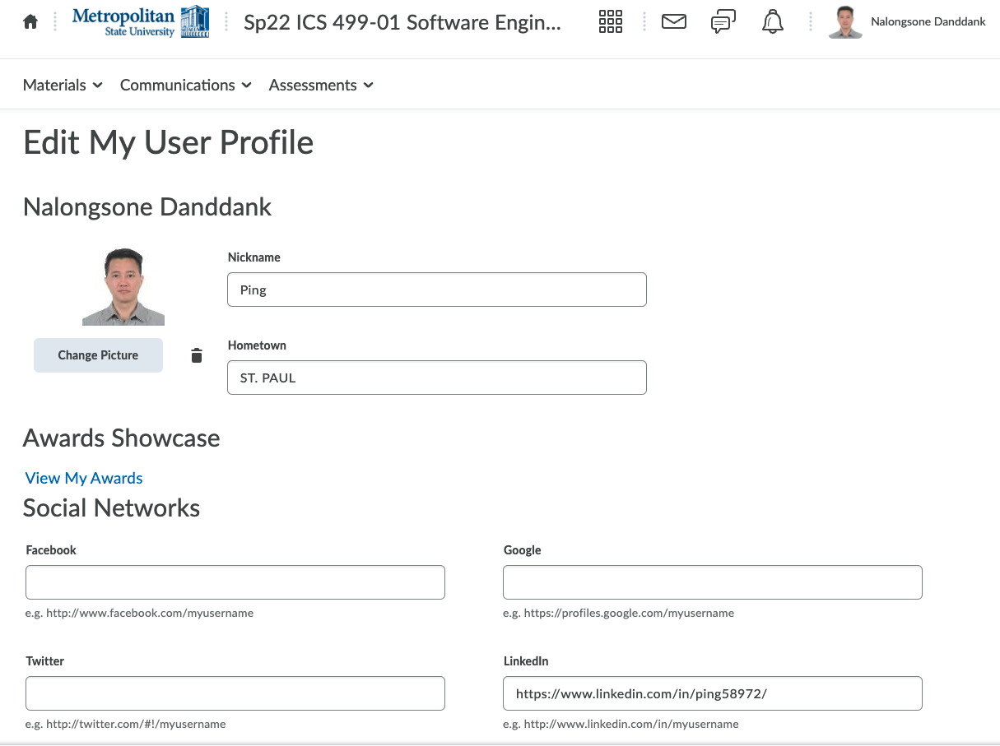 Metropolitan
State University
Sp22 ICS 499-01 Software Engin...
Nalongsone Danddank
Materials Communications Assessments
Edit My User Profile
Nalongsone Danddank
Nickname
Ping
Change Picture
Hometown
ST. PAUL
Awards Showcase
View My Awards
Social Networks
Facebook
e.g. http://www.facebook.com/myusername
Google
e.g. https://profiles.google.com/myusername
Twitter
e.g. http://twitter.com/#!/myusername
LinkedIn
https://www.linkedin.com/in/ping58972/
e.g. http://www.linkedin.com/in/myusername